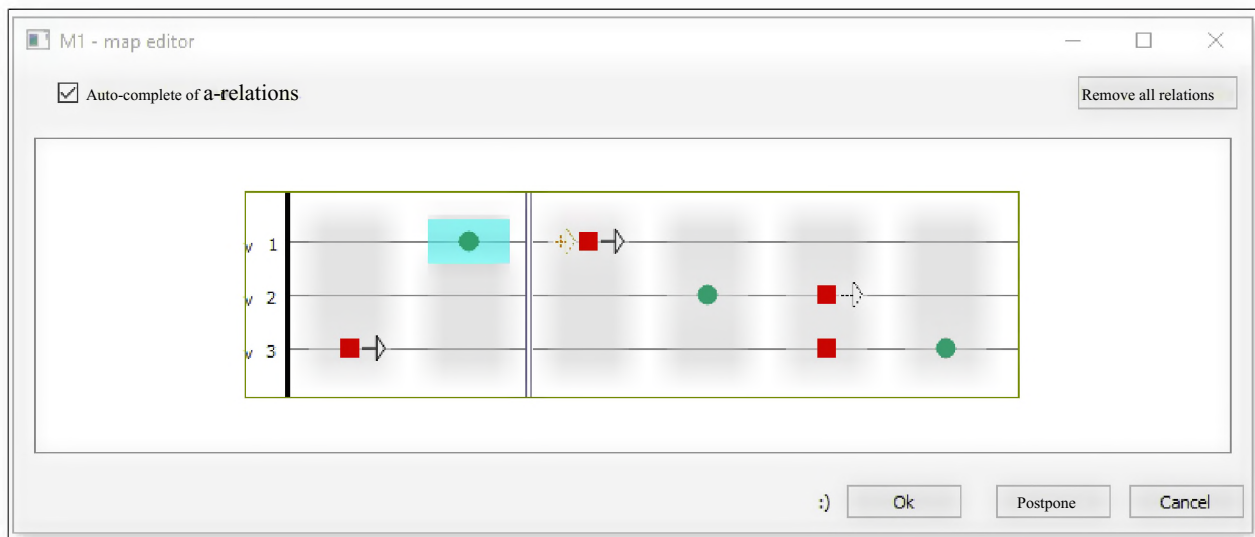 M1 - map editor
Auto-complete of a-relations
Remove all relations
v 1
v 2
v 3
:) Ok Postpone Cancel